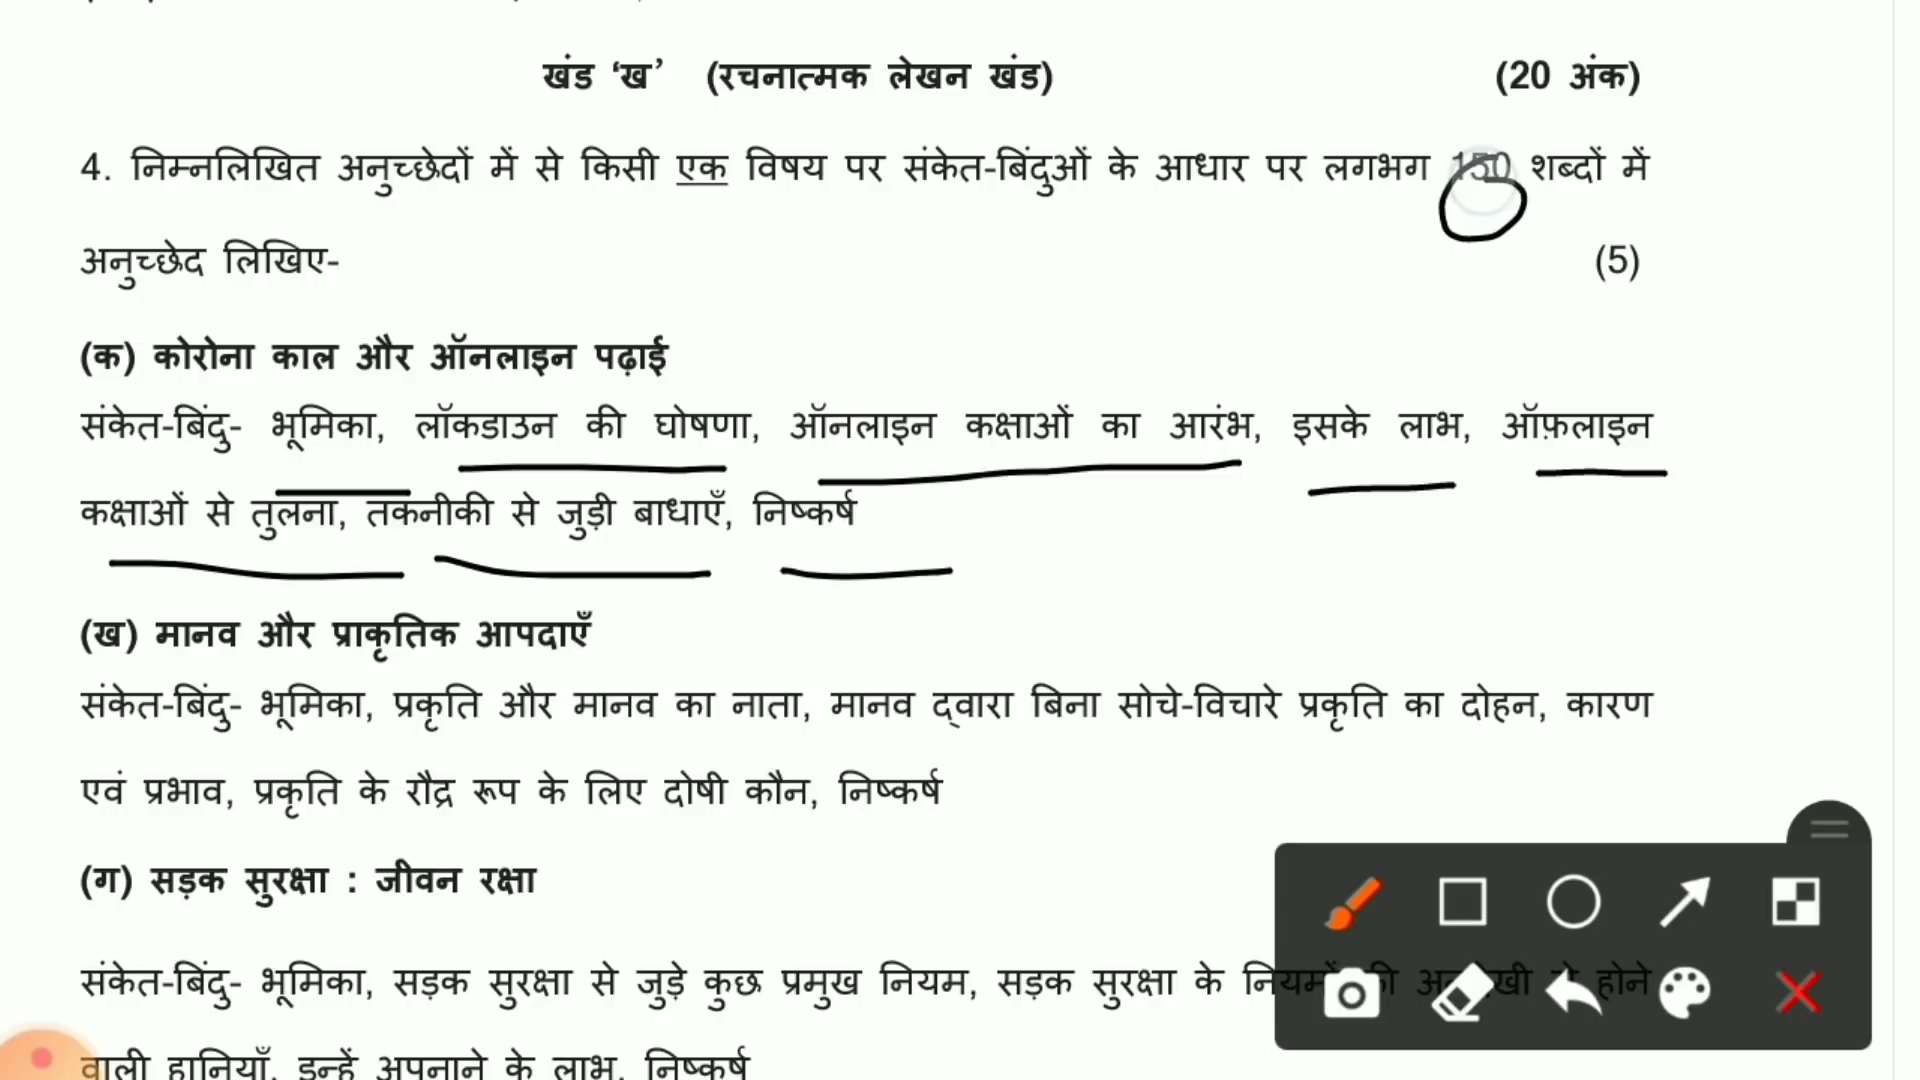 खंड ‘ख’ (रचनात्मक लेखन खंड) (20 अंक)
4. निम्नलिखित अनुच्छेदों में से किसी एक विषय पर संकेत-बिंदुओं के आधार पर लगभग 150 शब्दों में
अनुच्छेद लिखिए- (5)
(क) कोरोना काल और ऑनलाइन पढ़ाई
संकेत-बिंदु- भूमिका, लॉकडाउन की घोषणा, ऑनलाइन कक्षाओं का आरंभ, इसके लाभ, ऑफ़लाइन
कक्षाओं से तुलना, तकनीकी से जुड़ी बाधाएँ, निष्कर्ष
(ख) मानव और प्राकृतिक आपदाएँ
संकेत-बिंदु- भूमिका, प्रकृति और मानव का नाता, मानव द्‌वारा बिना सोचे-विचारे प्रकृति का दोहन, कारण
एवं प्रभाव, प्रकृति के रौद्र रूप के लिए दोषी कौन, निष्कर्ष
(ग) सड़क सुरक्षा : जीवन रक्षा
संकेत-बिंदु- भूमिका, सड़क सुरक्षा से जुड़े कुछ प्रमुख नियम, सड़क सुरक्षा के नियमों की होने
वाली हानियाँ, इन्हें अपनाने के लाभ, निष्कर्ष